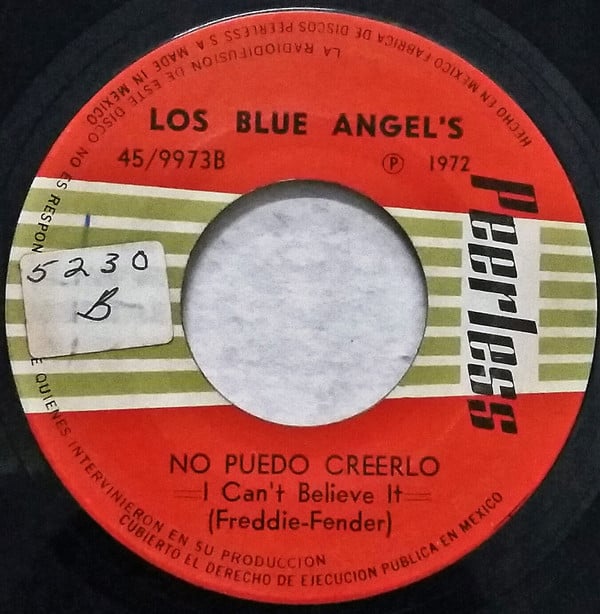 HECHO EN MEXICO FABRICA DE DISCOS PEERLESS S A MADE IN MEXICO
LA RADIODIFUSION DE ESTE DISCO NO ES RESPON
E QUIENES INTERVINIERON EN SU PRODUCCION
CUBIERTO EL DERECHO DE EJECUCION PUBLICA EN MEXICO
LOS BLUE ANGEL'S
45/9973B
Ⓟ 1972
Peerless
5230
B
NO PUEDO CREERLO
I Can't Believe It
(Freddie-Fender)